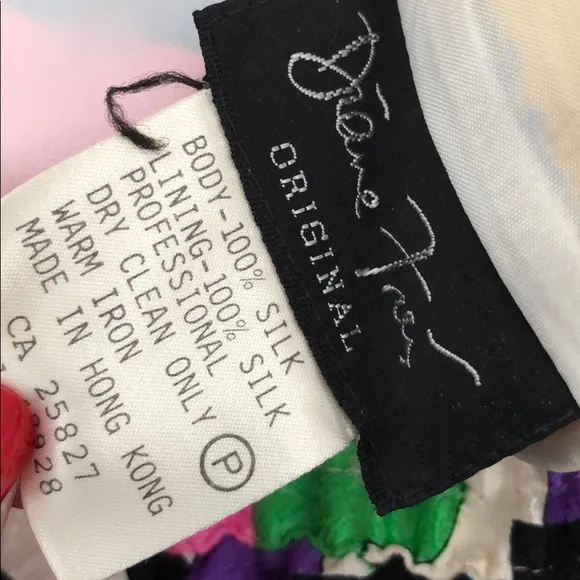 Diane Freis
ORIGINAL
BODY-100% SILK
LINING-100% SILK
PROFESSIONAL
DRY CLEAN ONLY
WARM IRON
MADE IN HONG KONG
P
CA 25827